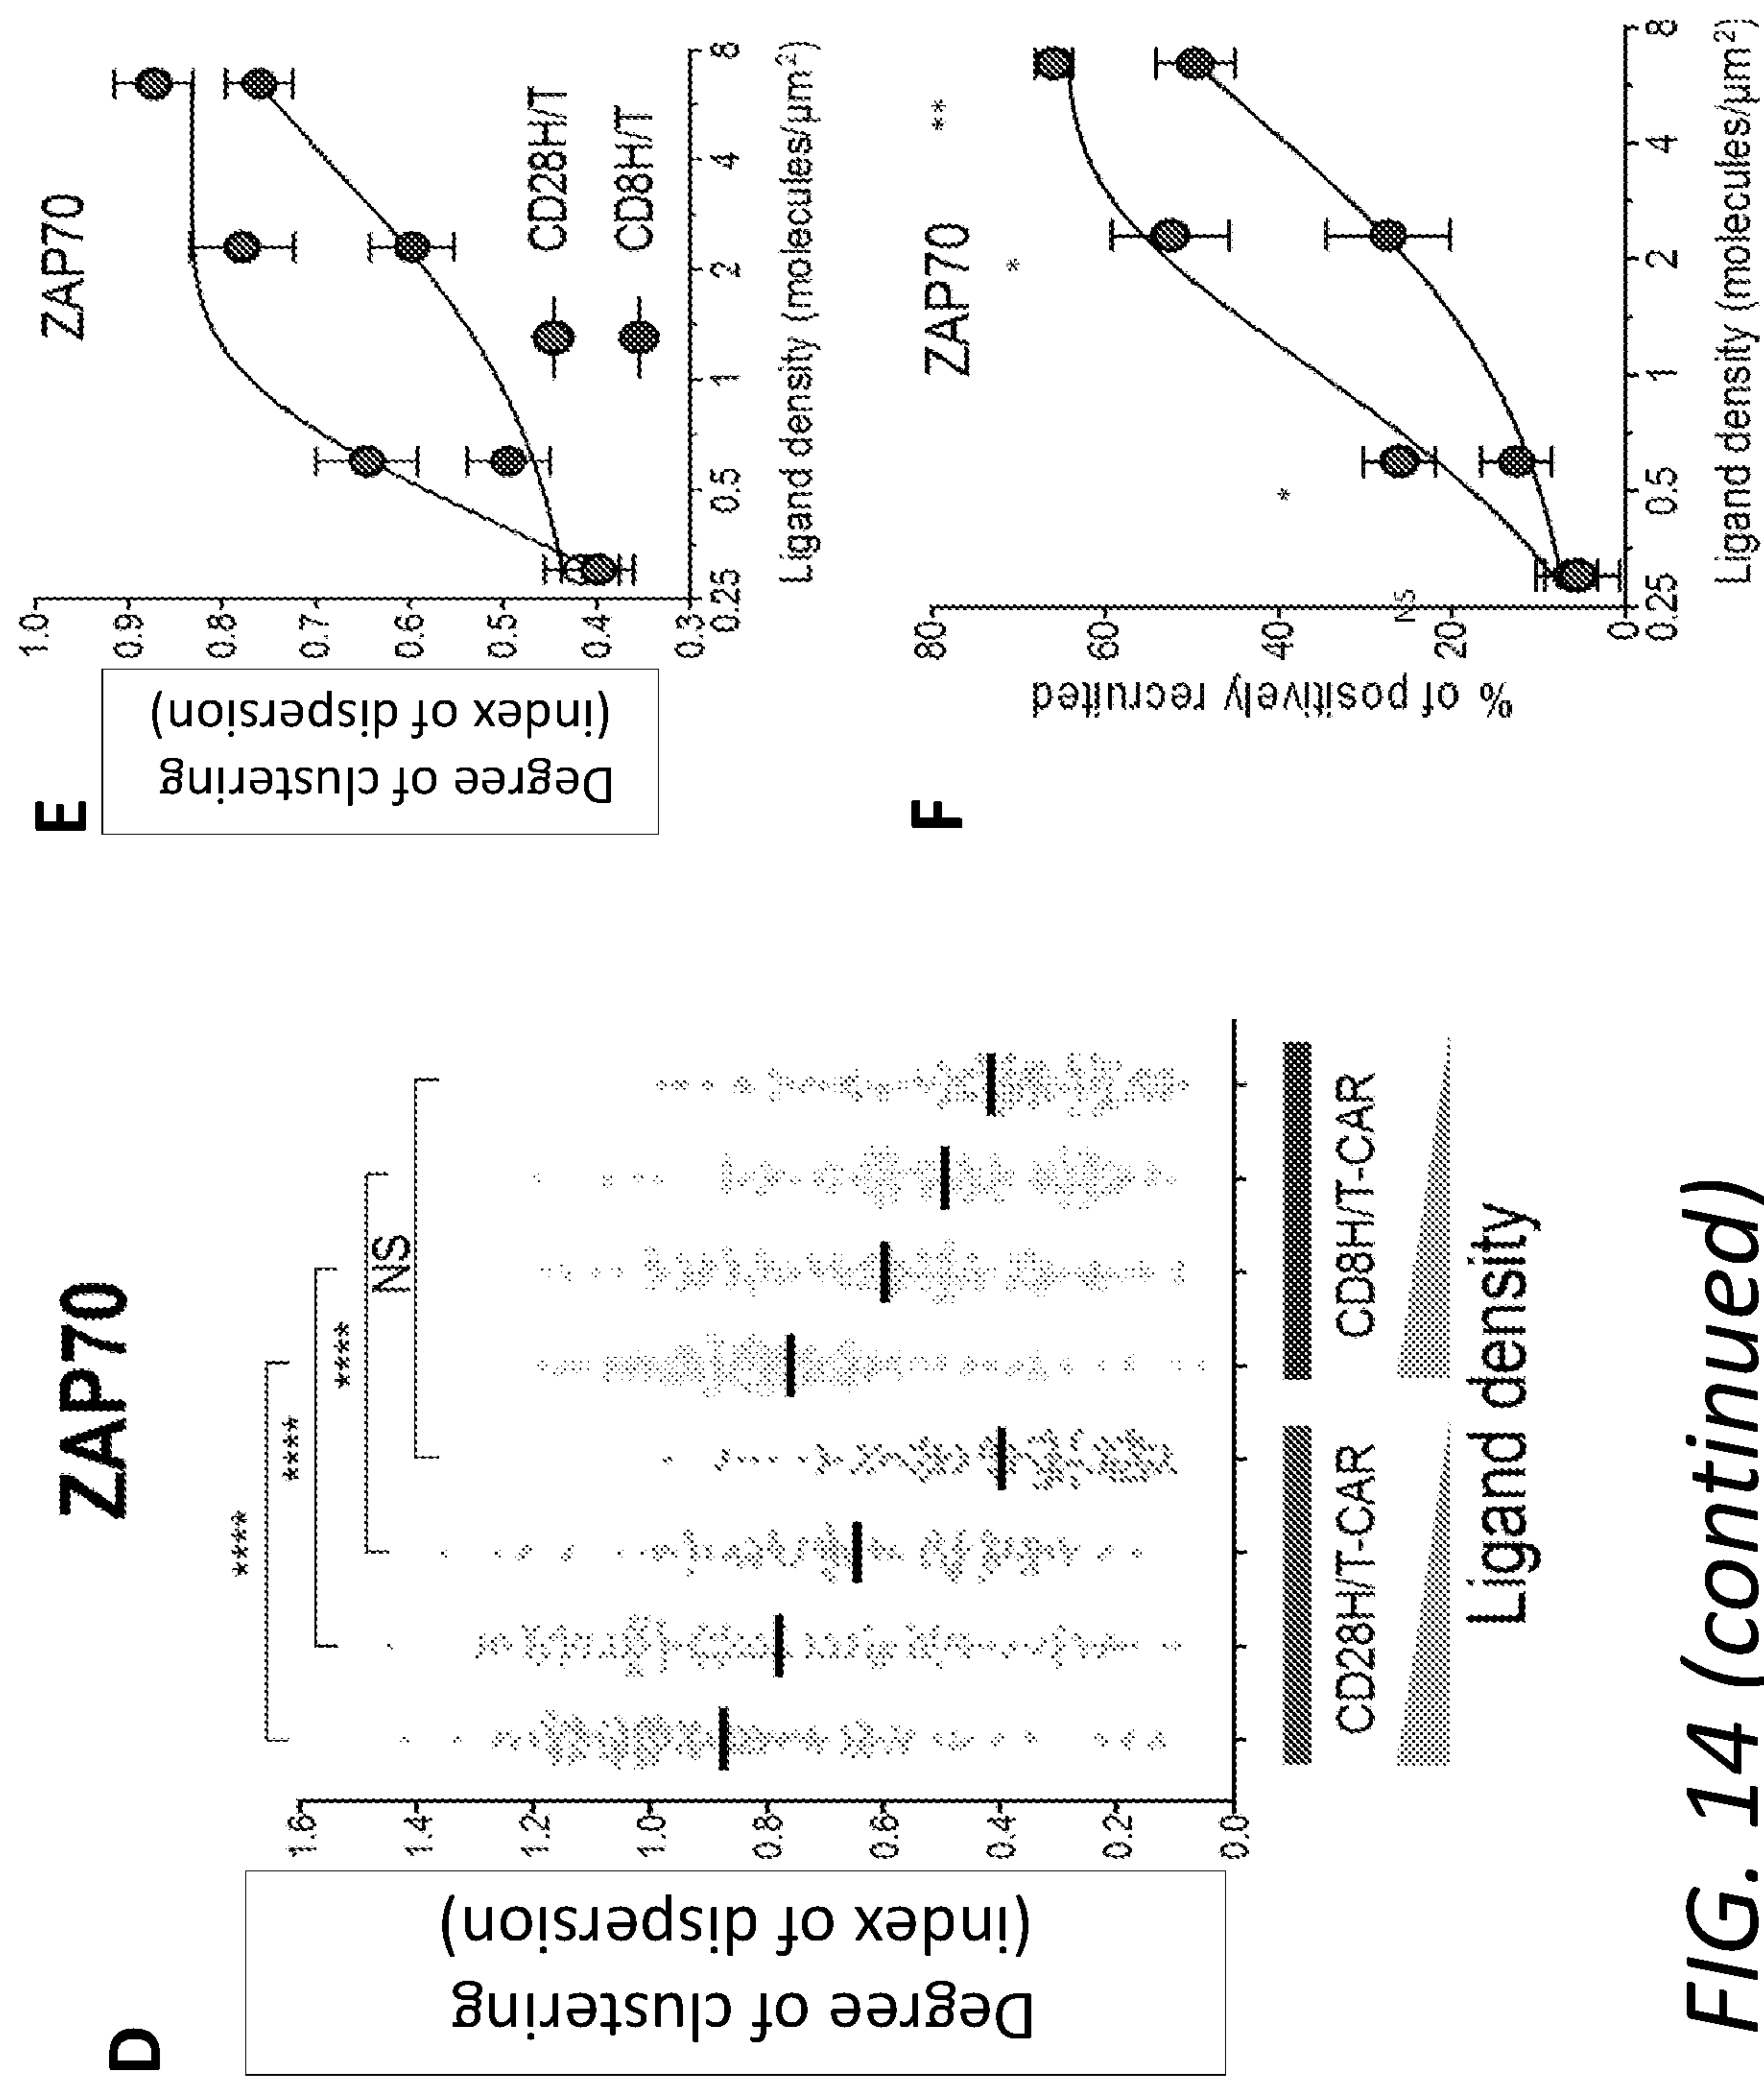 D
ZAP70
Degree of clustering
(index of dispersion)
1.6
1.4
1.2
1.0
0.8
0.6
0.4
0.2
0.0
****
****
****
NS
CD28H/T-CAR
CD8H/T-CAR
Ligand density
E
ZAP70
Degree of clustering
(index of dispersion)
1.0
0.9
0.8
0.7
0.6
0.5
0.4
0.3
0.25
0.5
1
2
4
8
CD28H/T
CD8H/T
Ligand density (molecules/µm²)
F
ZAP70
% of positively recruited
80
60
40
20
0
NS
*
*
**
0.25
0.5
1
2
4
8
Ligand density (molecules/µm²)
FIG. 14 (continued)